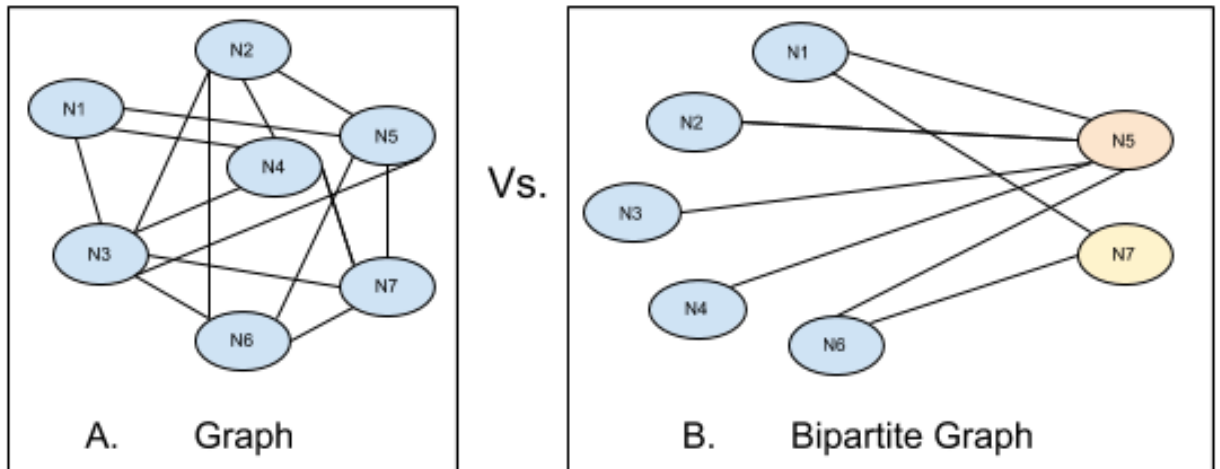 N2
N1
N5
N4
N3
N7
N6
A. Graph
Vs.
N1
N2
N5
N3
N7
N4
N6
B. Bipartite Graph